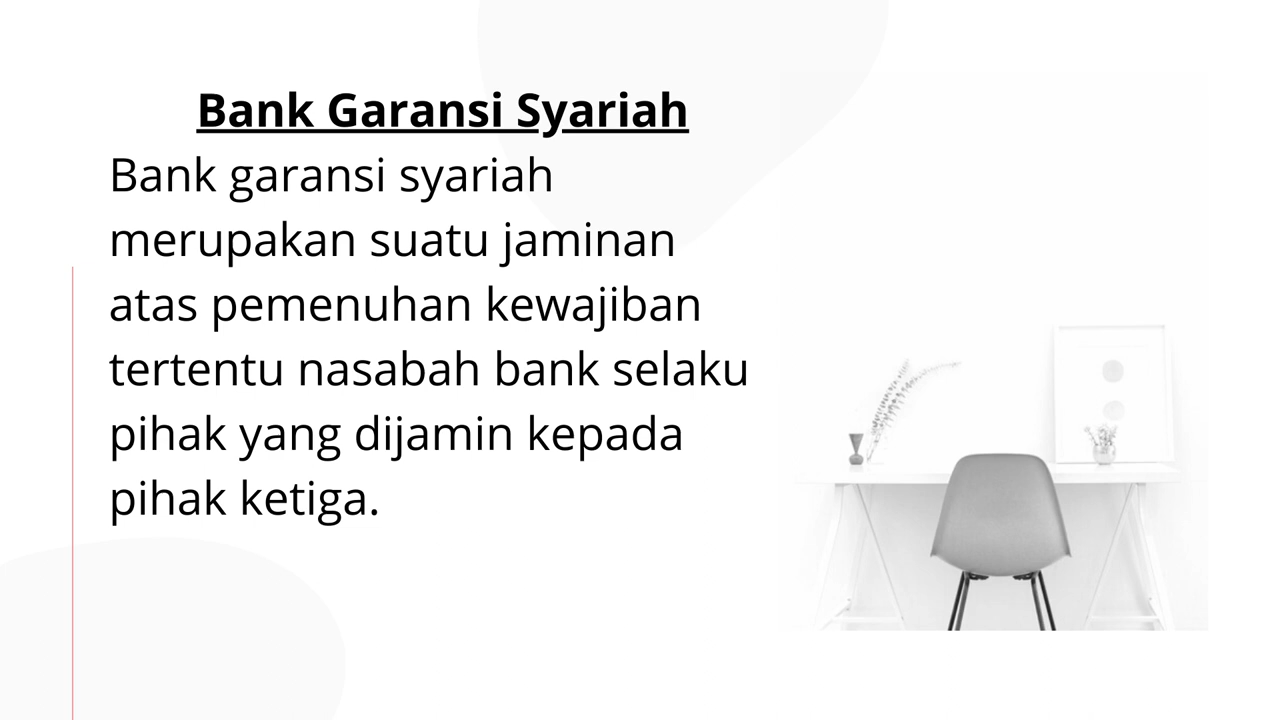 Bank Garansi Syariah
Bank garansi syariah
merupakan suatu jaminan
atas pemenuhan kewajiban
tertentu nasabah bank selaku
pihak yang dijamin kepada
pihak ketiga.